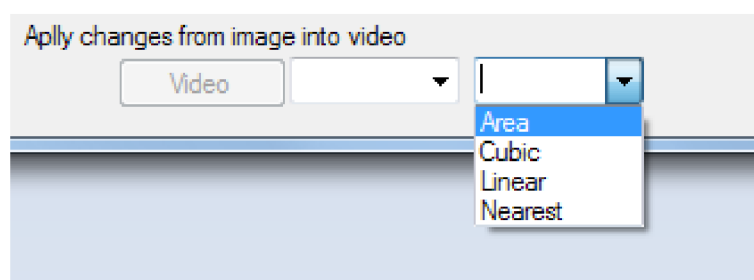 Aplly changes from image into video
Video
Area
Cubic
Linear
Nearest